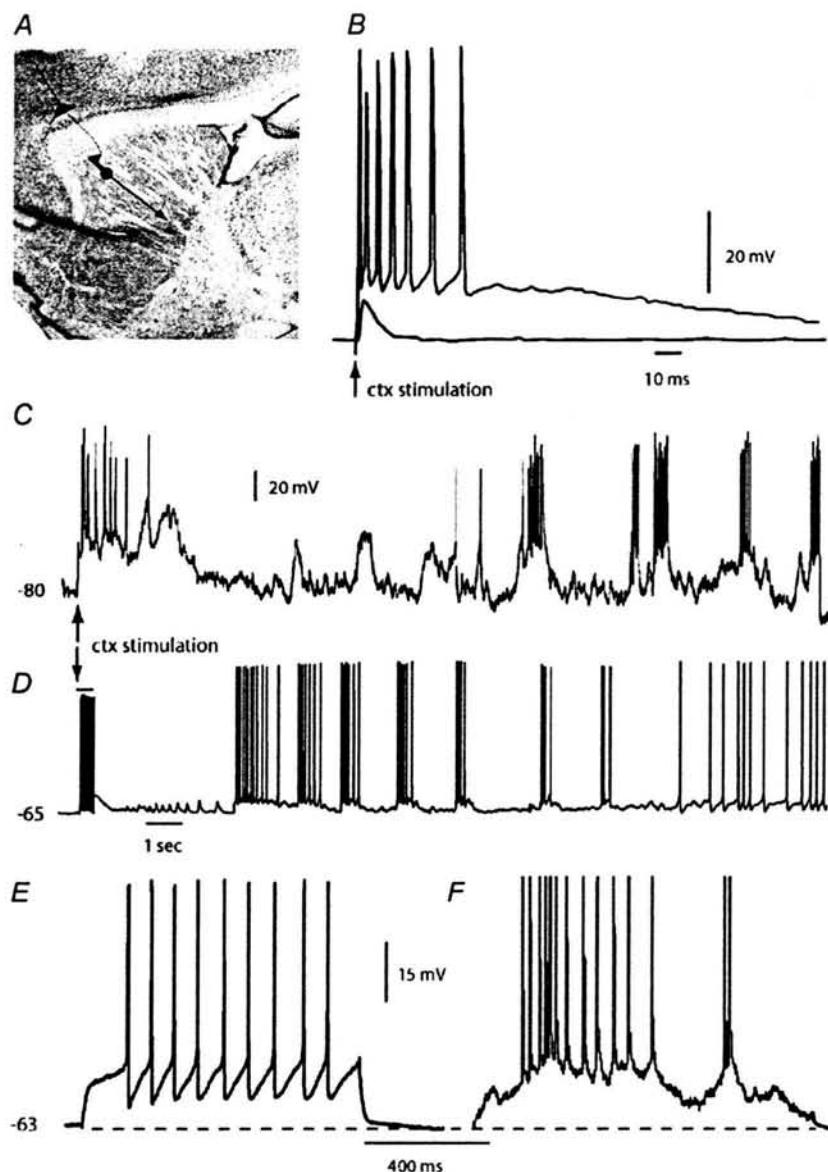 A
B
20 mV
10 ms
ctx stimulation
C
20 mV
-80
ctx stimulation
D
-65
1 sec
E
F
15 mV
-63
400 ms